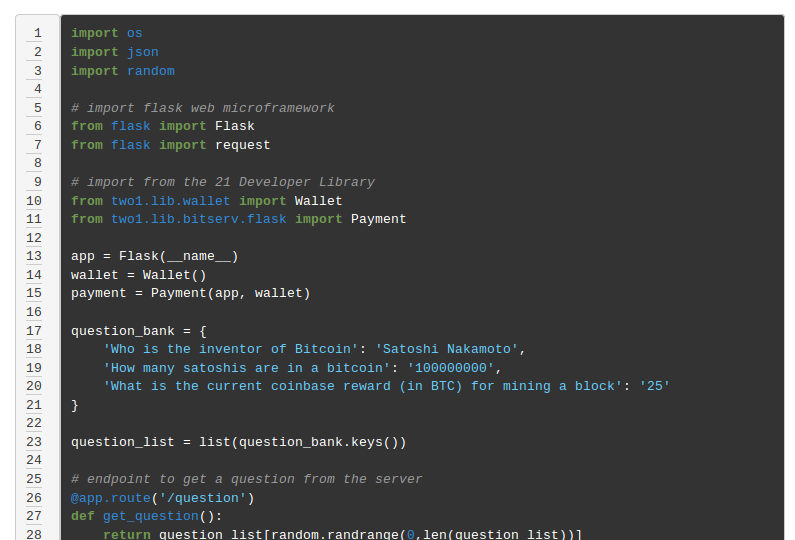 1 import os
2 import json
3 import random
4
5 # import flask web microframework
6 from flask import Flask
7 from flask import request
8
9 # import from the 21 Developer Library
10 from two1.lib.wallet import Wallet
11 from two1.lib.bitserv.flask import Payment
12
13 app = Flask(__name__)
14 wallet = Wallet()
15 payment = Payment(app, wallet)
16
17 question_bank = {
18     'Who is the inventor of Bitcoin': 'Satoshi Nakamoto',
19     'How many satoshis are in a bitcoin': '100000000',
20     'What is the current coinbase reward (in BTC) for mining a block': '25'
21 }
22
23 question_list = list(question_bank.keys())
24
25 # endpoint to get a question from the server
26 @app.route('/question')
27 def get_question():
28     return question_list[random.randrange(0,len(question_list))]